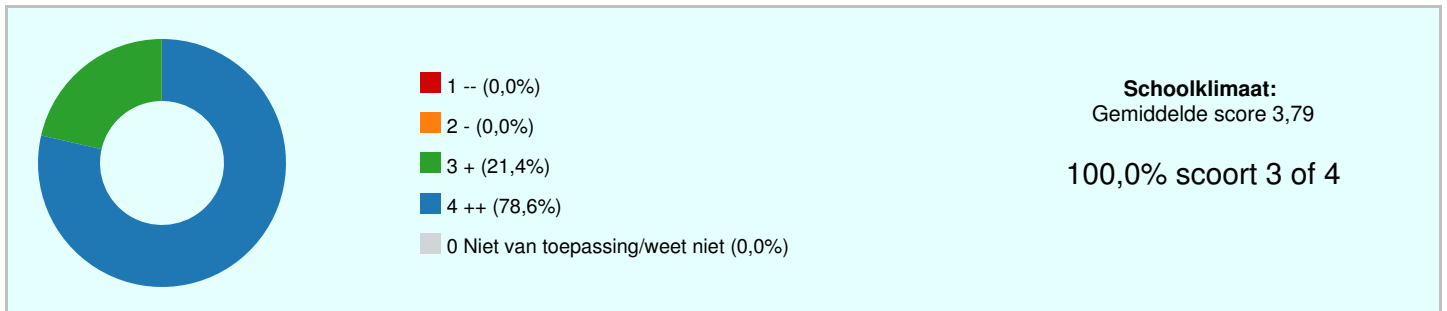 1 -- (0,0%)
2 - (0,0%)
3 + (21,4%)
4 ++ (78,6%)
0 Niet van toepassing/weet niet (0,0%)
Schoolklimaat:
Gemiddelde score 3,79
100,0% scoort 3 of 4